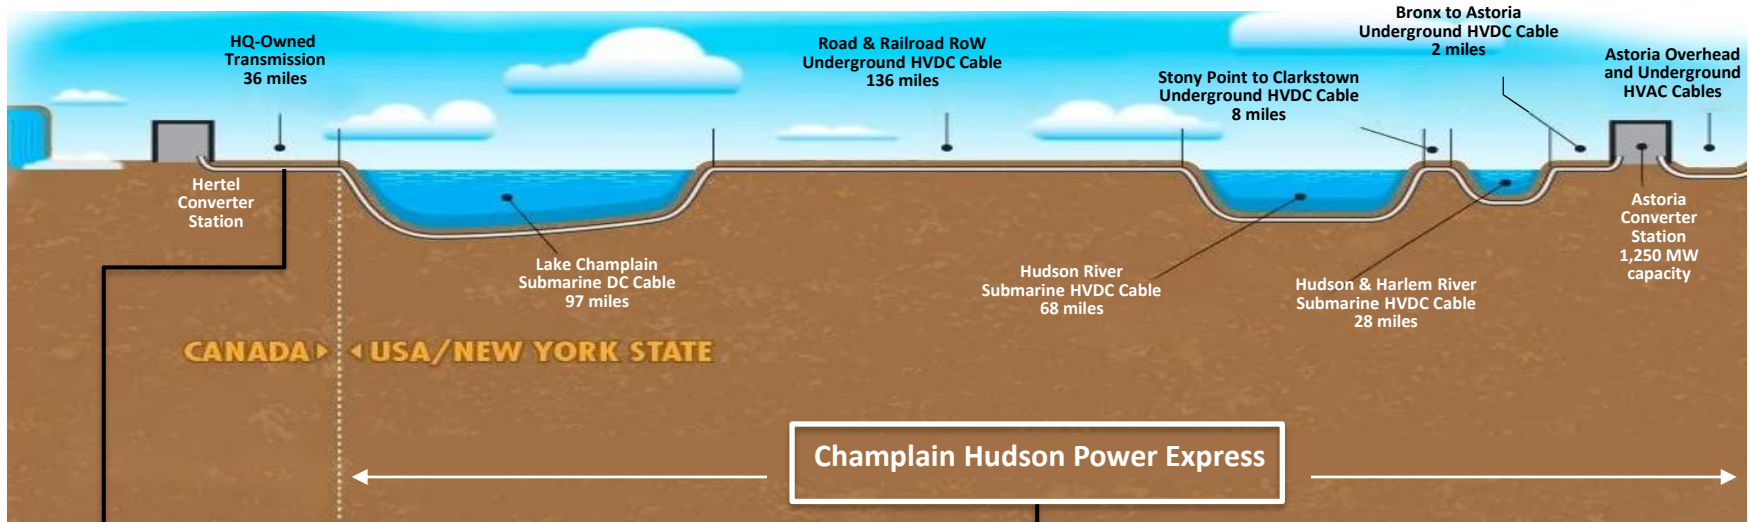 HQ-Owned
Transmission
36 miles
Road & Railroad RoW
Underground HVDC Cable
136 miles
Bronx to Astoria
Underground HVDC Cable
2 miles
Stony Point to Clarkstown
Underground HVDC Cable
8 miles
Astoria Overhead
and Underground
HVAC Cables
Hertel
Converter
Station
Lake Champlain
Submarine DC Cable
97 miles
Hudson River
Submarine HVDC Cable
68 miles
Hudson & Harlem River
Submarine HVDC Cable
28 miles
Astoria
Converter
Station
1,250 MW
capacity
CANADA
USA/NEW YORK STATE
Champlain Hudson Power Express